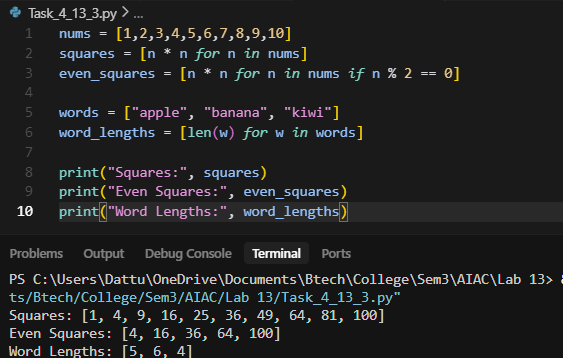 Task_4_13_3.py > ...
1 nums = [1,2,3,4,5,6,7,8,9,10]
2 squares = [n * n for n in nums]
3 even_squares = [n * n for n in nums if n % 2 == 0]
4
5 words = ["apple", "banana", "kiwi"]
6 word_lengths = [len(w) for w in words]
7
8 print("Squares:", squares)
9 print("Even Squares:", even_squares)
10 print("Word Lengths:", word_lengths)
Problems Output Debug Console Terminal Ports
PS C:\Users\Dattu\OneDrive\Documents\Btech\College\Sem3\AIAC\Lab 13>
ts/Btech/College/Sem3/AIAC/Lab 13/Task_4_13_3.py"
Squares: [1, 4, 9, 16, 25, 36, 49, 64, 81, 100]
Even Squares: [4, 16, 36, 64, 100]
Word Lengths: [5, 6, 4]